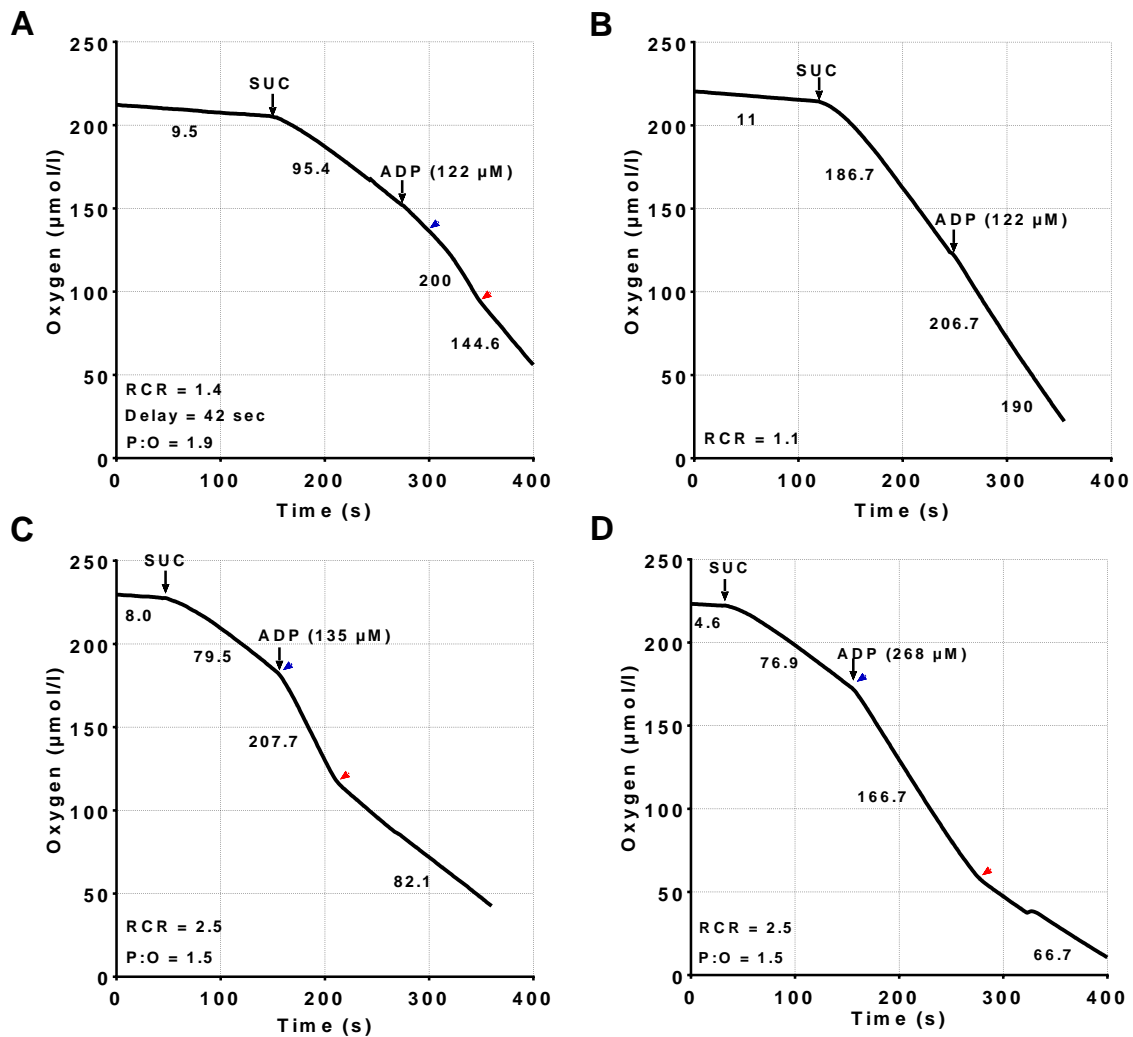 A
Oxygen (µmol/l)
250
200
150
100
50
0
SUC
9.5
95.4
ADP (122 µM)
200
144.6
RCR = 1.4
Delay = 42 sec
P:O = 1.9
0 100 200 300 400
Time (s)
B
Oxygen (µmol/l)
250
200
150
100
50
0
SUC
11
186.7
ADP (122 µM)
206.7
190
RCR = 1.1
0 100 200 300 400
Time (s)
C
Oxygen (µmol/l)
250
200
150
100
50
0
SUC
8.0
79.5
ADP (135 µM)
207.7
82.1
RCR = 2.5
P:O = 1.5
0 100 200 300 400
Time (s)
D
Oxygen (µmol/l)
250
200
150
100
50
0
SUC
4.6
76.9
ADP (268 µM)
166.7
66.7
RCR = 2.5
P:O = 1.5
0 100 200 300 400
Time (s)